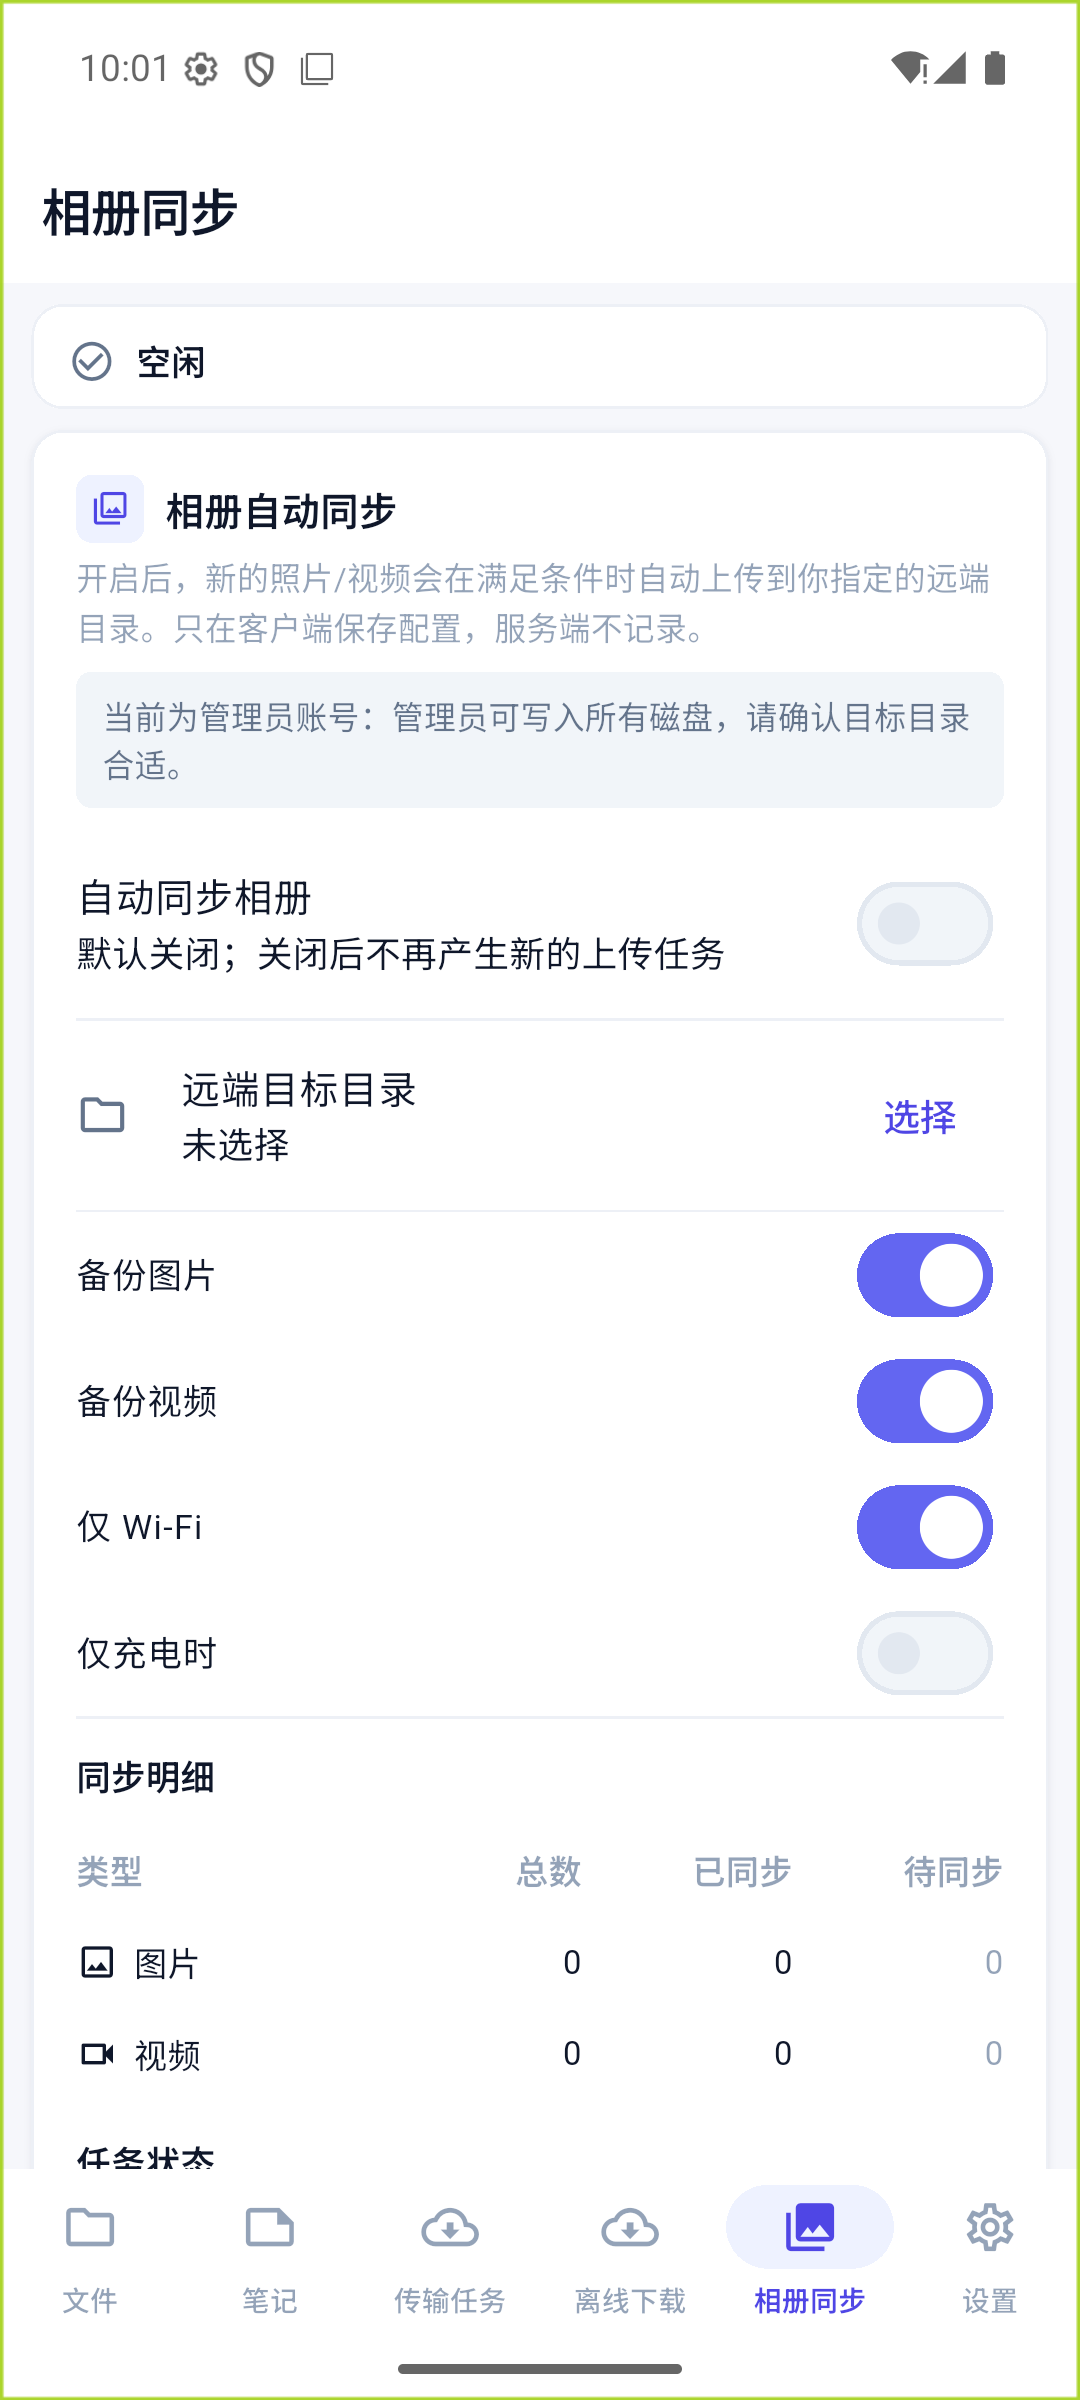 10:01
相册同步
空闲
相册自动同步
开启后，新的照片/视频会在满足条件时自动上传到你指定的远端
目录。只在客户端保存配置，服务端不记录。
当前为管理员账号：管理员可写入所有磁盘，请确认目标目录
合适。
自动同步相册
默认关闭；关闭后不再产生新的上传任务
远端目标目录
未选择
选择
备份图片
备份视频
仅 Wi-Fi
仅充电时
同步明细
类型 总数 已同步 待同步
图片 0 0 0
视频 0 0 0
任务状态
文件 笔记 传输任务 离线下载 相册同步 设置